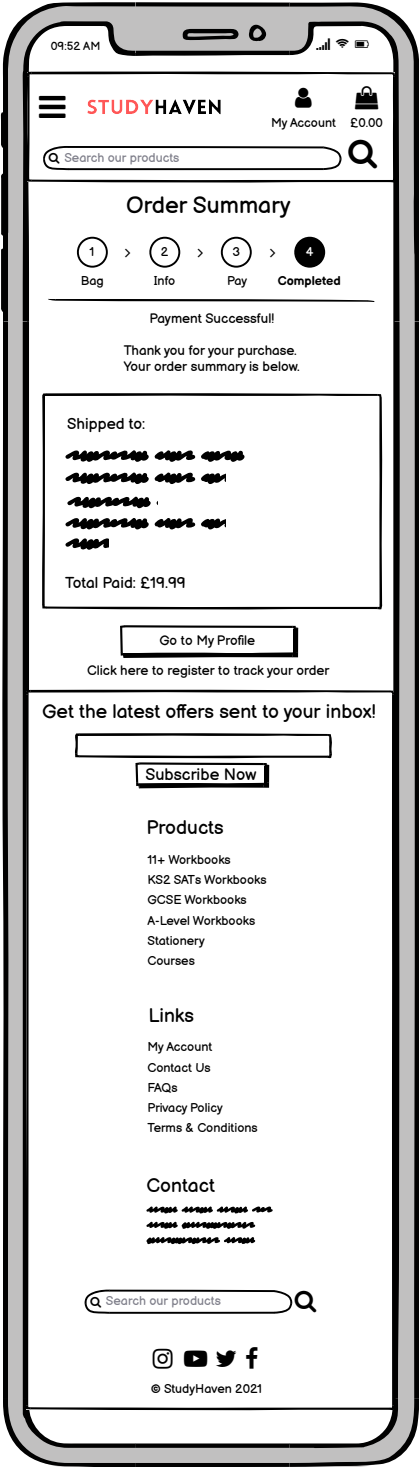 09:52 AM
STUDYHAVEN
My Account £0.00
Search our products
Order Summary
1 > 2 > 3 > 4
Bag Info Pay Completed
Payment Successful!
Thank you for your purchase.
Your order summary is below.
Shipped to:
Total Paid: £19.99
Go to My Profile
Click here to register to track your order
Get the latest offers sent to your inbox!
Subscribe Now
Products
11+ Workbooks
KS2 SATs Workbooks
GCSE Workbooks
A-Level Workbooks
Stationery
Courses
Links
My Account
Contact Us
FAQs
Privacy Policy
Terms & Conditions
Contact
Search our products
© StudyHaven 2021